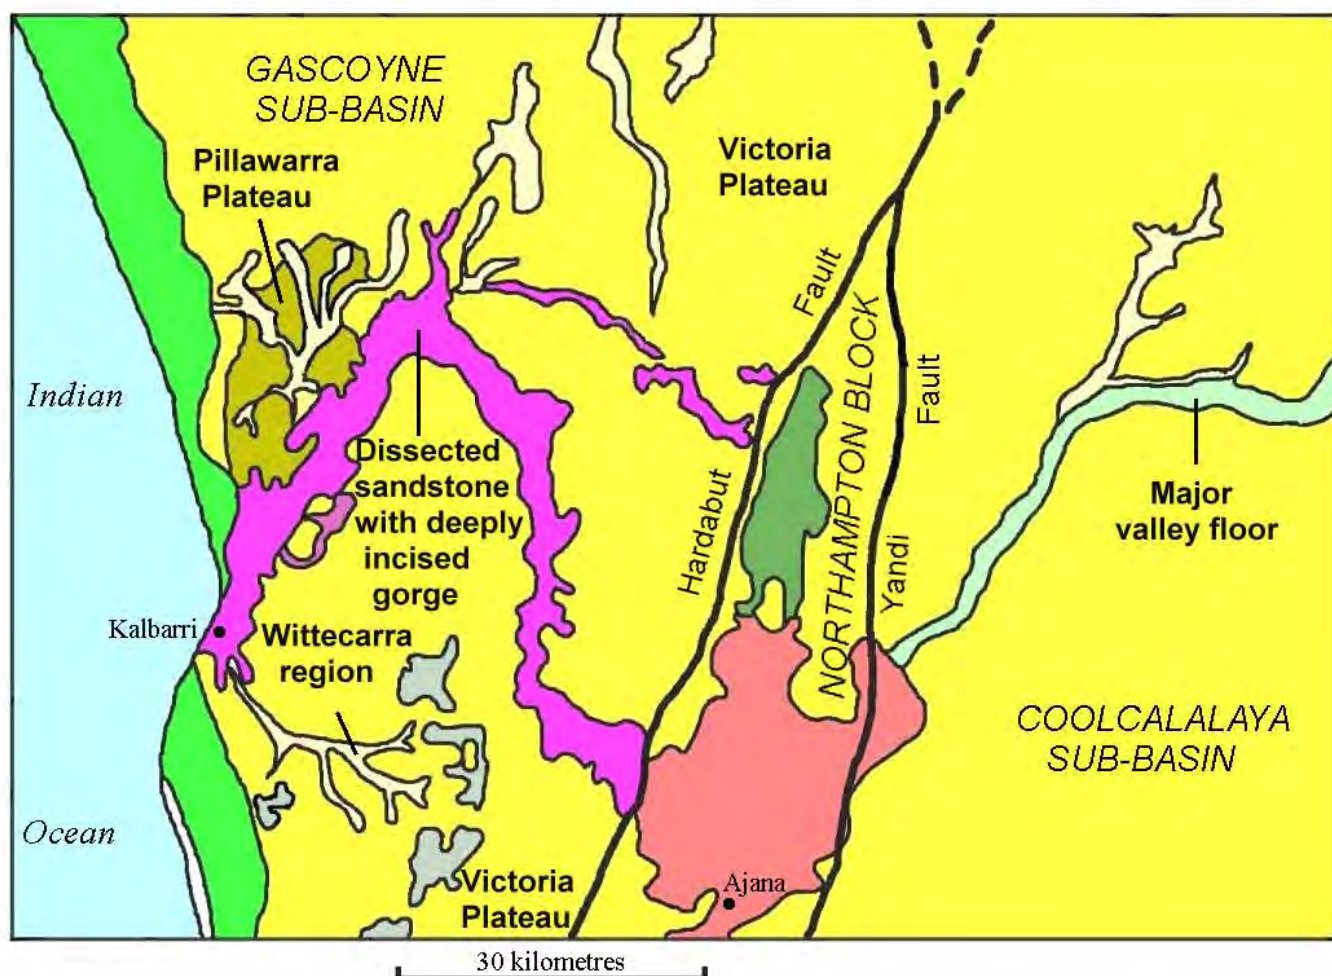 GASCOYNE
SUB-BASIN
Pillawarra
Plateau
Victoria
Plateau
Indian
Fault
NORTHAMPTON BLOCK
Fault
Dissected
sandstone
with deeply
incised
gorge
Hardabut
Yandi
Major
valley floor
Kalbarri
Wittecarra
region
COOLCALALAYA
SUB-BASIN
Ocean
Victoria
Plateau
Ajana
30 kilometres